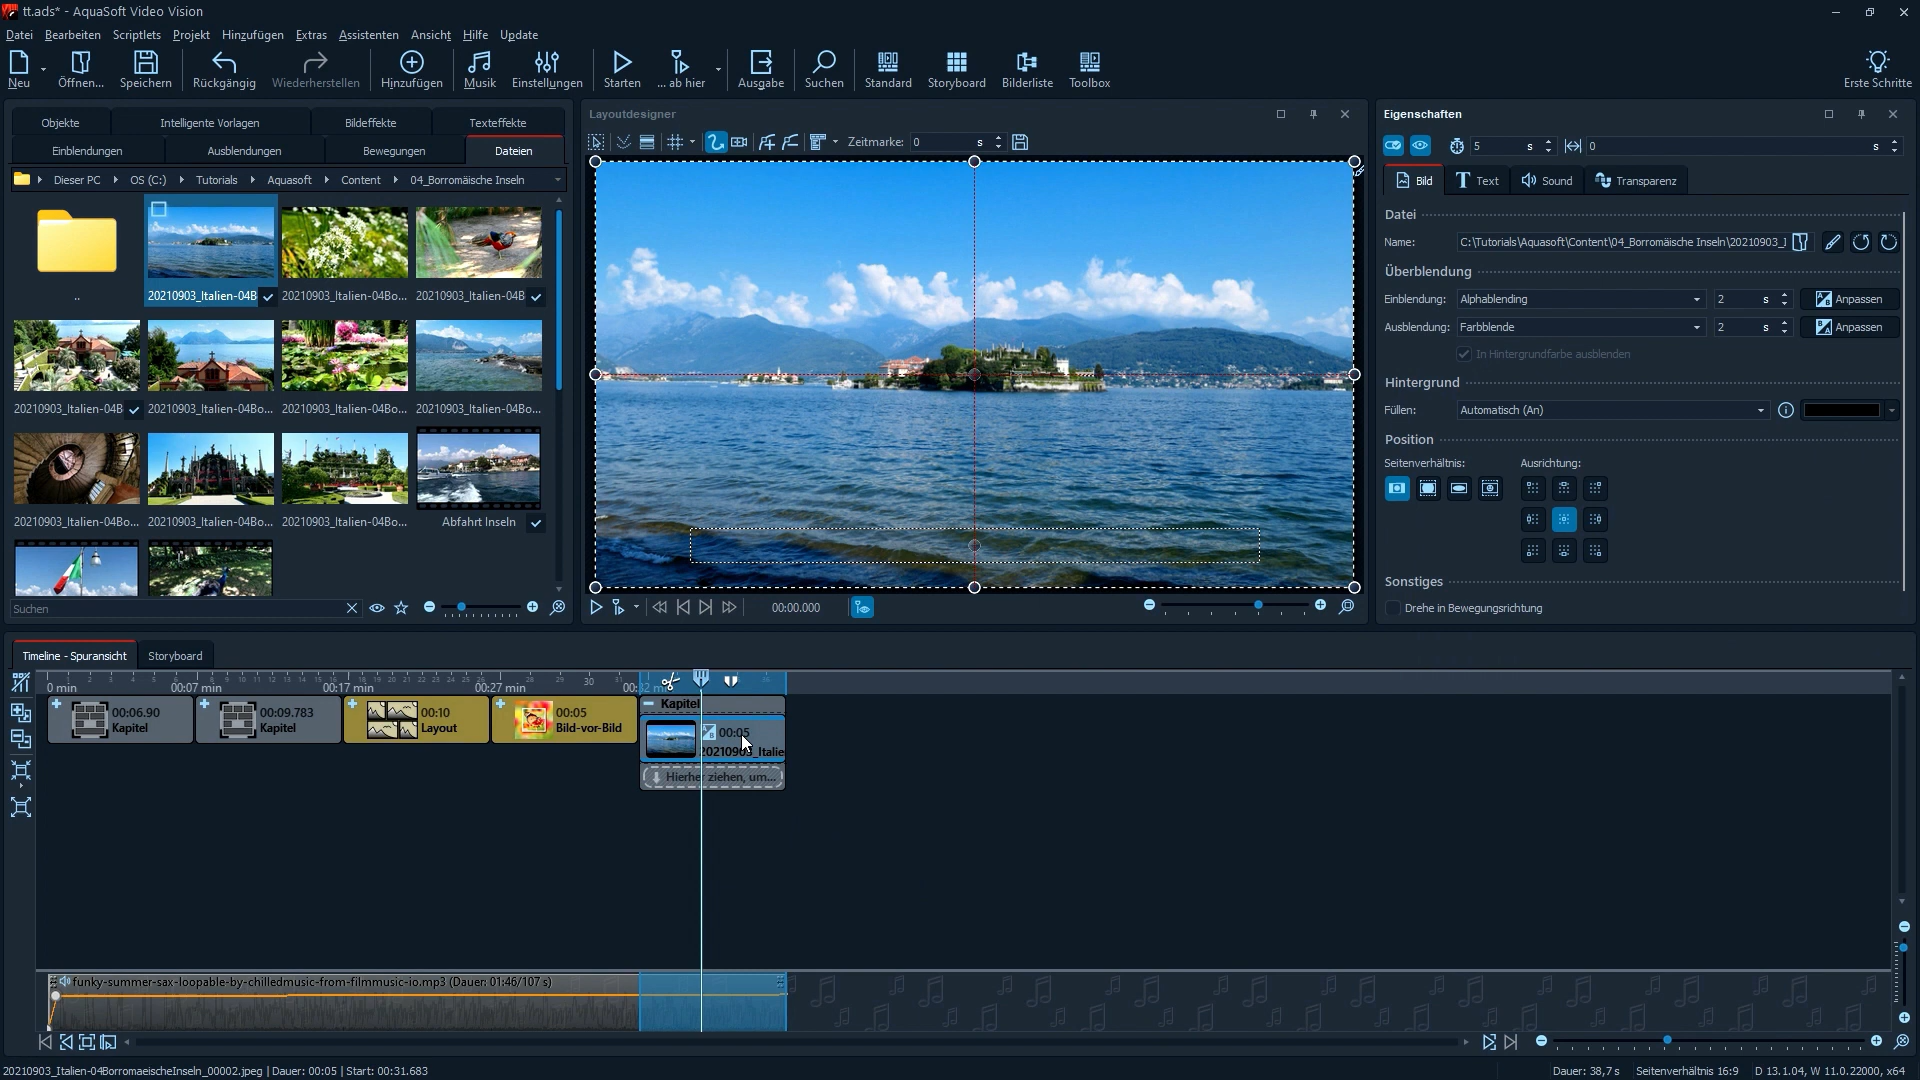 tt.ads* - AquaSoft Video Vision
Datei Bearbeiten Scriptlets Projekt Hinzufügen Extras Assistenten Ansicht Hilfe Update
Neu Öffnen... Speichern Rückgängig Wiederherstellen Hinzufügen Musik Einstellungen Starten ... ab hier Ausgabe Suchen Standard Storyboard Bilderliste Toolbox Erste Schritte
Objekte Intelligente Vorlagen Bildeffekte Texteffekte
Einblendungen Ausblendungen Bewegungen Dateien
Dieser PC OS (C:) Tutorials Aquasoft Content 04_Borromäische Inseln
..
20210903_Italien-04B 20210903_Italien-04Bo... 20210903_Italien-04B
20210903_Italien-04B 20210903_Italien-04Bo... 20210903_Italien-04Bo... 20210903_Italien-04Bo...
20210903_Italien-04Bo... 20210903_Italien-04Bo... 20210903_Italien-04Bo... Abfahrt Inseln
Suchen
Layoutdesigner
Zeitmarke: 0 s
00:00.000
Eigenschaften
5 s 0 s
Bild Text Sound Transparenz
Datei
Name: C:\Tutorials\Aquasoft\Content\04_Borromäische Inseln\20210903_I
Überblendung
Einblendung: Alphablending 2 s Anpassen
Ausblendung: Farbblende 2 s Anpassen
In Hintergrundfarbe ausblenden
Hintergrund
Füllen: Automatisch (An)
Position
Seitenverhältnis: Ausrichtung:
Sonstiges
Drehe in Bewegungsrichtung
Timeline - Spuransicht Storyboard
0 min 00:07 min 00:17 min 00:27 min 00:32 m
00:06.90 Kapitel
00:09.783 Kapitel
00:10 Layout
00:05 Bild-vor-Bild
Kapitel
00:05
20210903_Italie
Hierher ziehen, um...
funky-summer-sax-loopable-by-chilledmusic-from-filmmusic-io.mp3 (Dauer: 01:46/107 s)
20210903_Italien-04BorromaeischeInseln_00002.jpeg | Dauer: 00:05 | Start: 00:31.683
Dauer: 38,7 s Seitenverhältnis 16:9 D 13.1.04, W 11.0.22000, x64